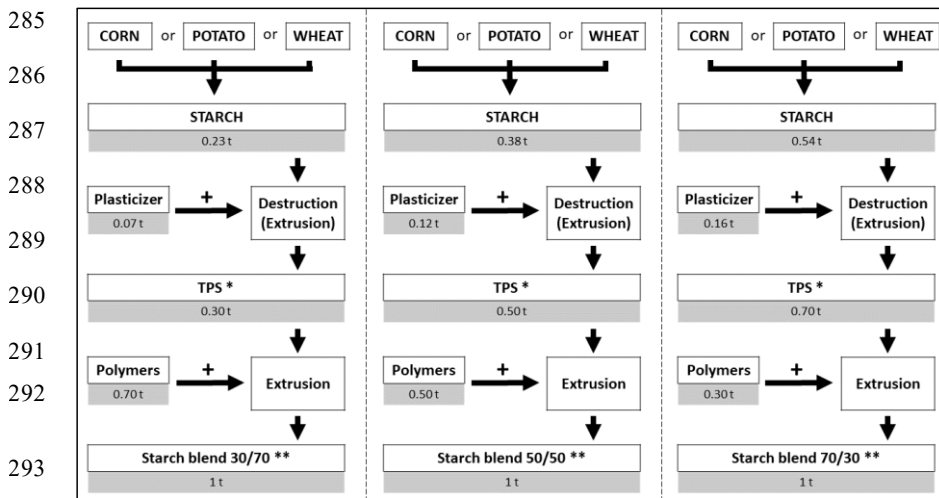 285
CORN or POTATO or WHEAT CORN or POTATO or WHEAT CORN or POTATO or WHEAT
286
STARCH STARCH STARCH
287
0.23 t 0.38 t 0.54 t
288
Plasticizer + Destruction (Extrusion) Plasticizer + Destruction (Extrusion) Plasticizer + Destruction (Extrusion)
0.07 t 0.12 t 0.16 t
289
TPS * TPS * TPS *
290
0.30 t 0.50 t 0.70 t
291
Polymers + Extrusion Polymers + Extrusion Polymers + Extrusion
292
0.70 t 0.50 t 0.30 t
Starch blend 30/70 ** Starch blend 50/50 ** Starch blend 70/30 **
293
1 t 1 t 1 t